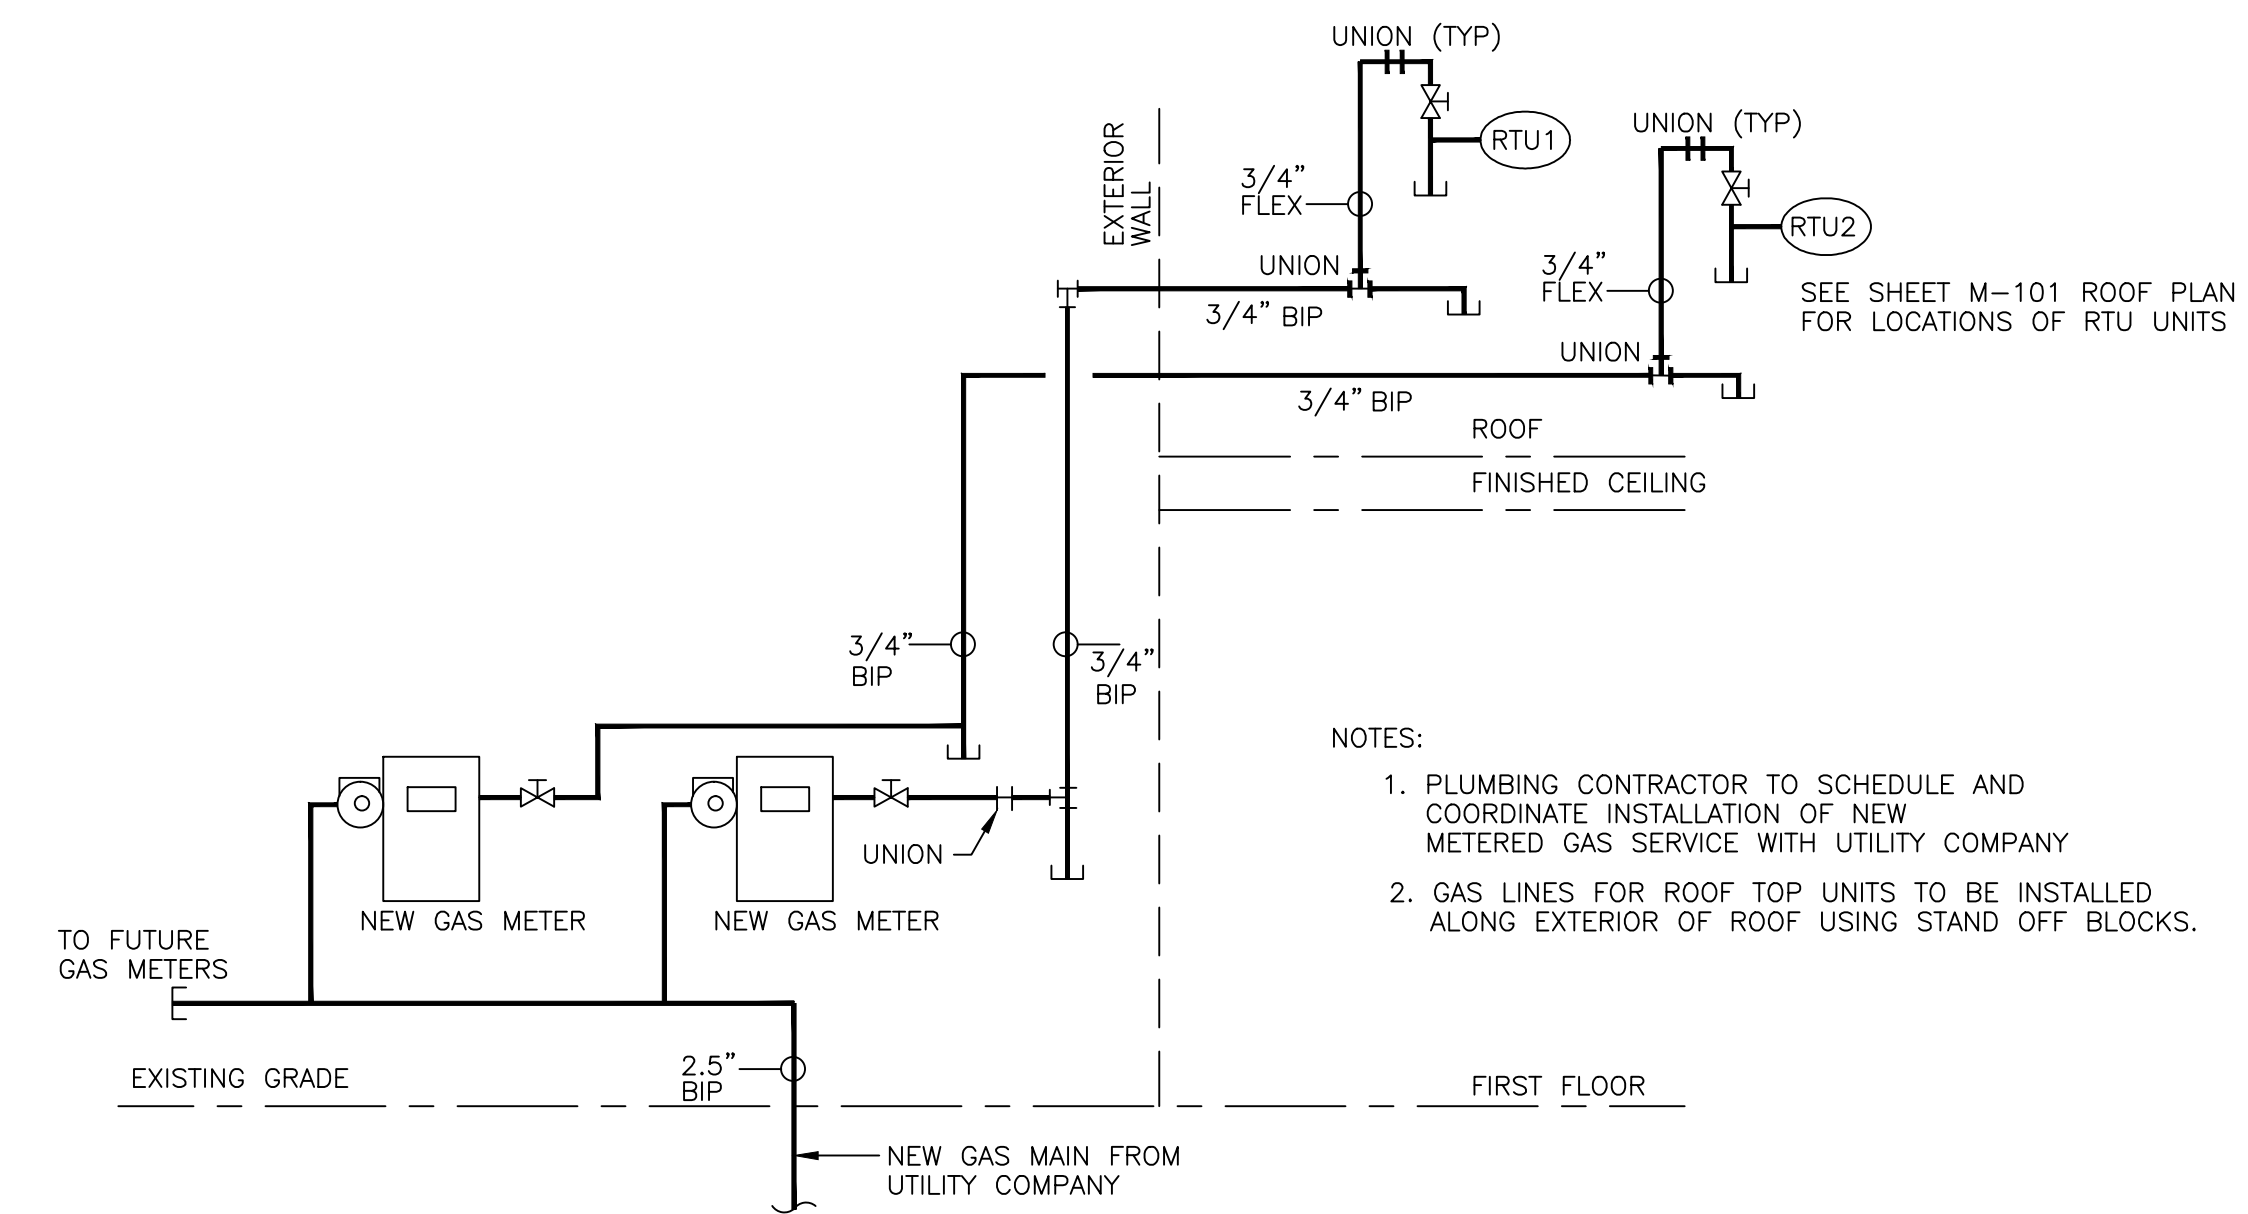 UNION (TYP)
UNION (TYP)
EXTERIOR
WALL
RTU1
3/4”
FLEX
RTU2
UNION
3/4”
FLEX
SEE SHEET M-101 ROOF PLAN
FOR LOCATIONS OF RTU UNITS
3/4” BIP
UNION
3/4” BIP
ROOF
FINISHED CEILING
3/4”
BIP
3/4”
BIP
NOTES:
1. PLUMBING CONTRACTOR TO SCHEDULE AND
COORDINATE INSTALLATION OF NEW
METERED GAS SERVICE WITH UTILITY COMPANY
2. GAS LINES FOR ROOF TOP UNITS TO BE INSTALLED
ALONG EXTERIOR OF ROOF USING STAND OFF BLOCKS.
UNION
NEW GAS METER
NEW GAS METER
TO FUTURE
GAS METERS
2.5”
BIP
EXISTING GRADE
FIRST FLOOR
NEW GAS MAIN FROM
UTILITY COMPANY